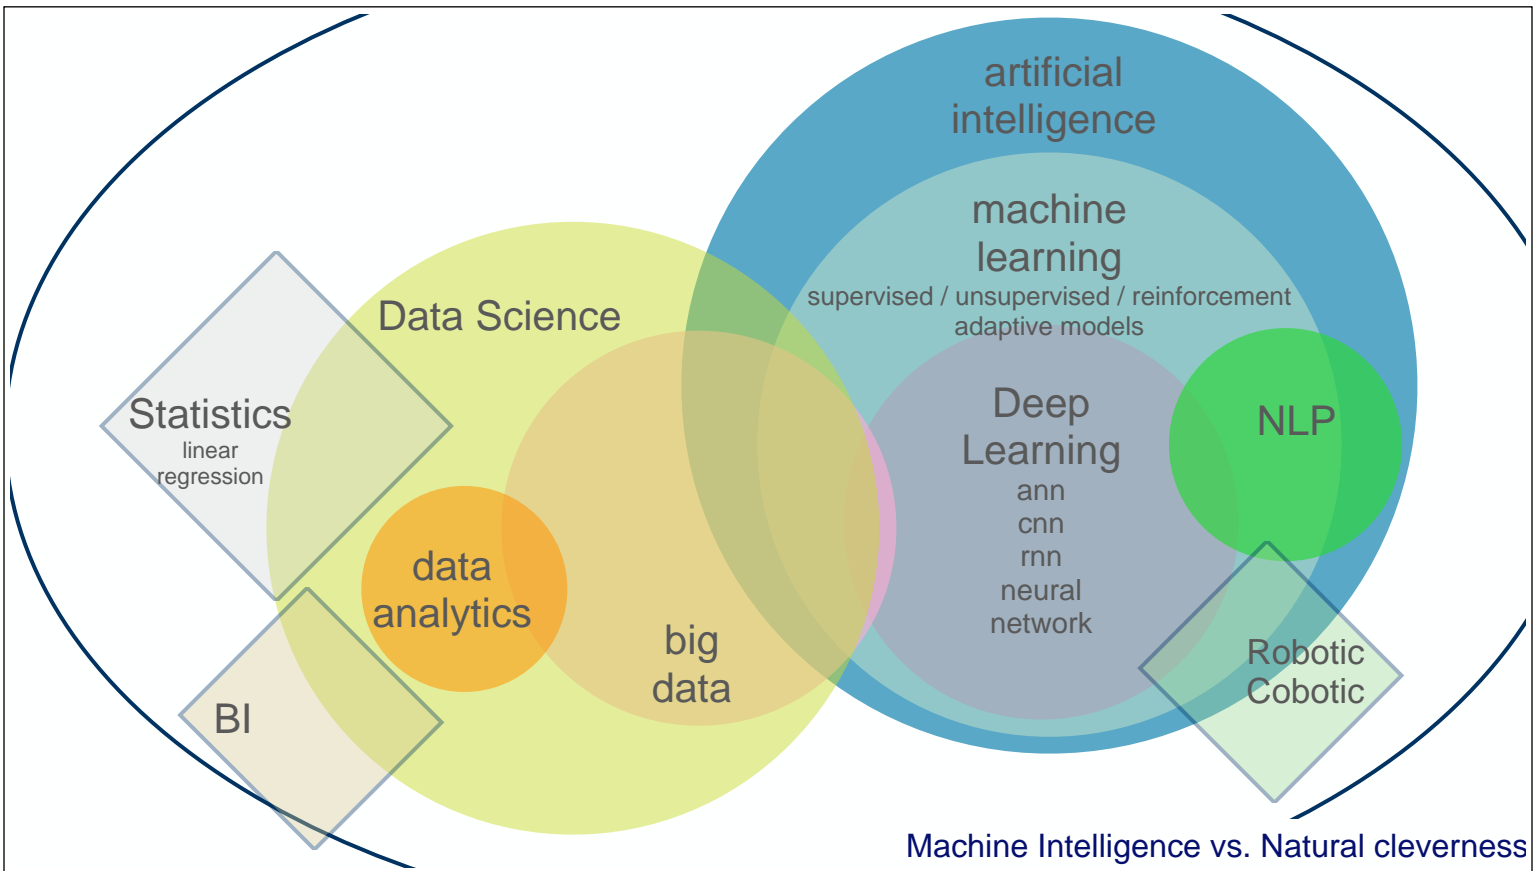 artificial
intelligence
machine
learning
supervised / unsupervised / reinforcement
adaptive models
Data Science
Statistics
linear
regression
Deep
Learning
ann
cnn
rnn
neural
network
NLP
data
analytics
big
data
BI
Robotic
Cobotic
Machine Intelligence vs. Natural cleverness